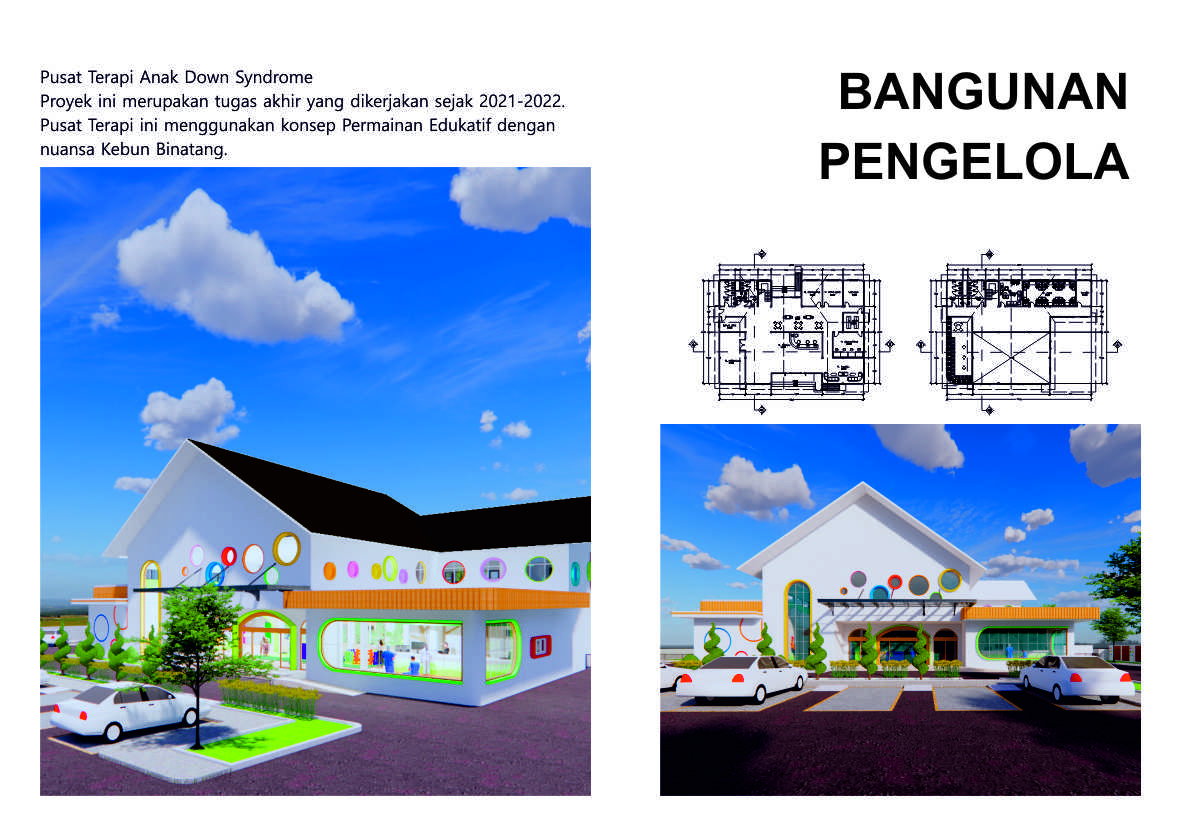 Pusat Terapi Anak Down Syndrome
Proyek ini merupakan tugas akhir yang dikerjakan sejak 2021-2022.
Pusat Terapi ini menggunakan konsep Permainan Edukatif dengan
nuansa Kebun Binatang.
BANGUNAN
PENGELOLA